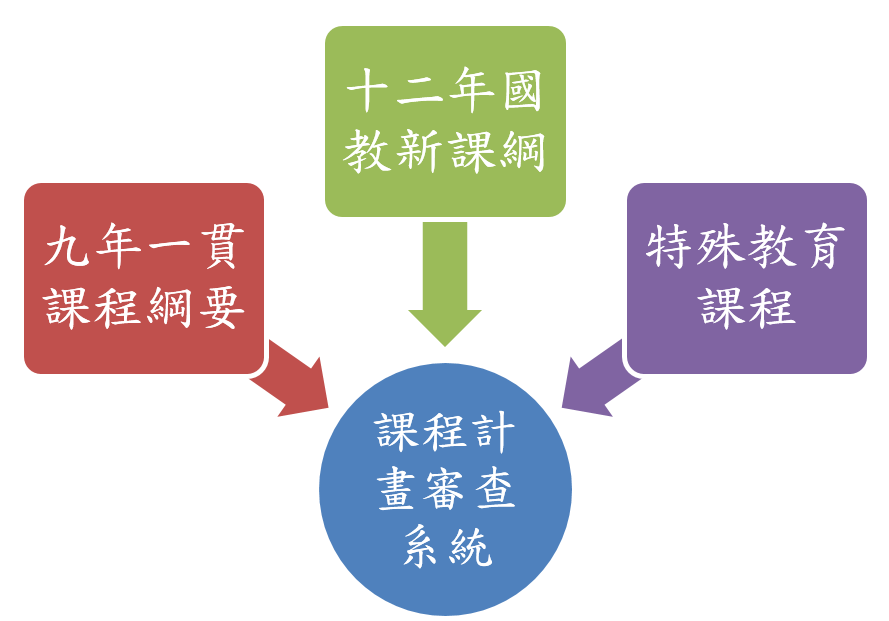 十二年國
教新課綱
九年一貫
課程綱要
特殊教育
課程
課程計
畫審查
系統